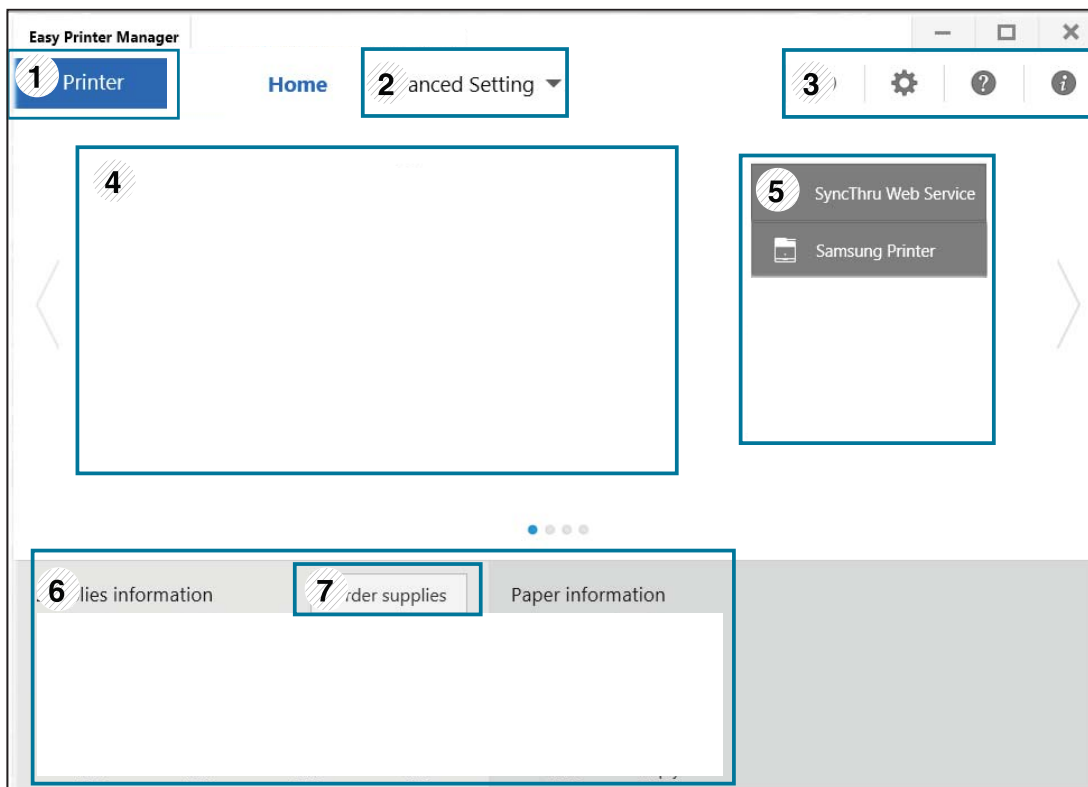 Easy Printer Manager
1 Printer
Home
2 anced Setting
3
4
5 SyncThru Web Service
Samsung Printer
6 lies information
7 rder supplies
Paper information